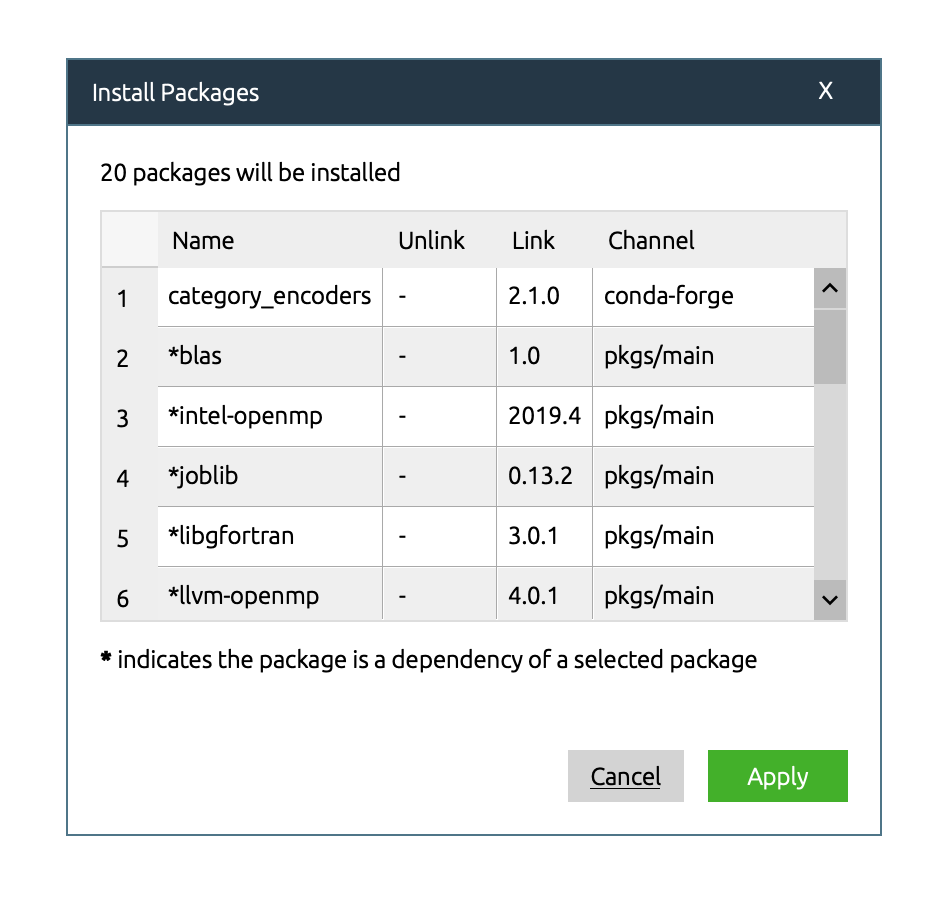 Install Packages X
20 packages will be installed
Name Unlink Link Channel
1 category_encoders - 2.1.0 conda-forge
2 *blas - 1.0 pkgs/main
3 *intel-openmp - 2019.4 pkgs/main
4 *joblib - 0.13.2 pkgs/main
5 *libgfortran - 3.0.1 pkgs/main
6 *llvm-openmp - 4.0.1 pkgs/main
* indicates the package is a dependency of a selected package
Cancel Apply